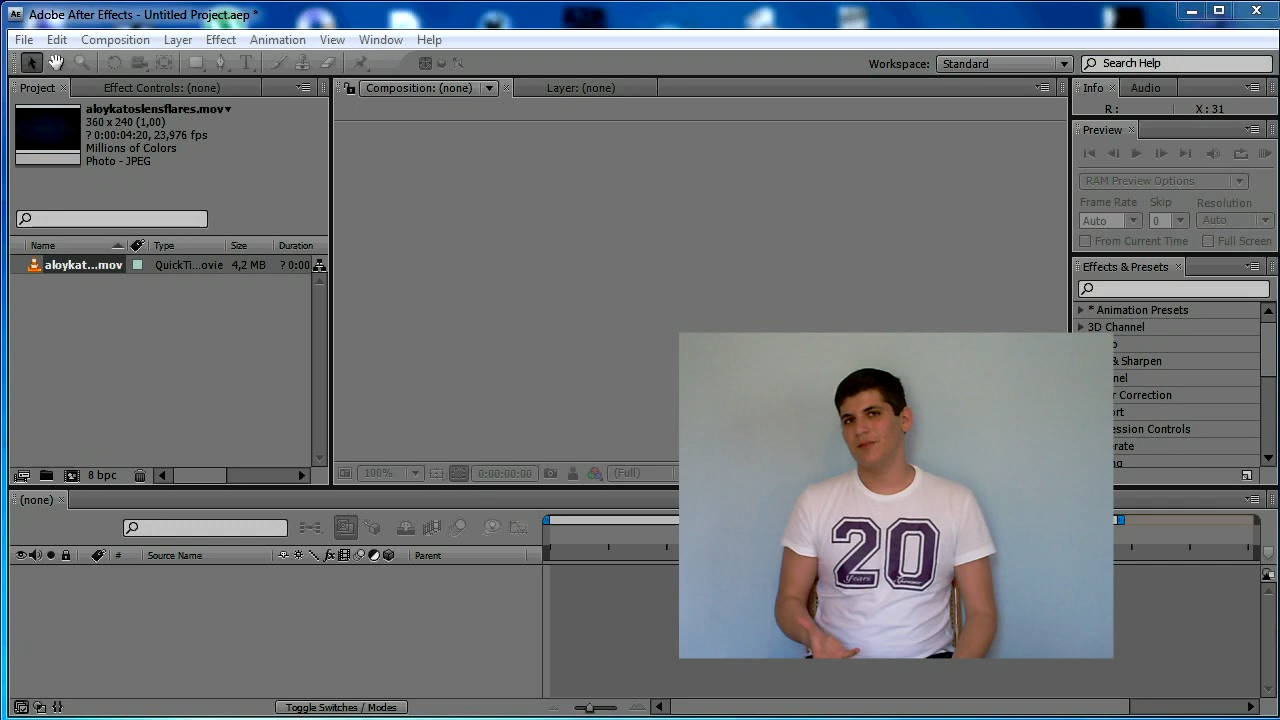 Adobe After Effects - Untitled Project.aep *
File Edit Composition Layer Effect Animation View Window Help
Workspace: Standard Search Help
Project Effect Controls: (none) Composition: (none) Layer: (none) Info Audio
aloykatoslensflares.mov
360 x 240 (1,00)
? 0:00:04:20, 23,976 fps
Millions of Colors
Photo - JPEG
R : X : 31
Preview
RAM Preview Options
Frame Rate Skip Resolution
Auto 0 Auto
From Current Time Full Screen
Name Type Size Duration
aloykat...mov QuickTi...ovie 4,2 MB ? 0:00
Effects & Presets
* Animation Presets
3D Channel
o
& Sharpen
nel
r Correction
ort
ession Controls
erate
8 bpc
100% 0:00:00:00 (Full)
(none)
# Source Name Parent
20
Years
Toggle Switches / Modes